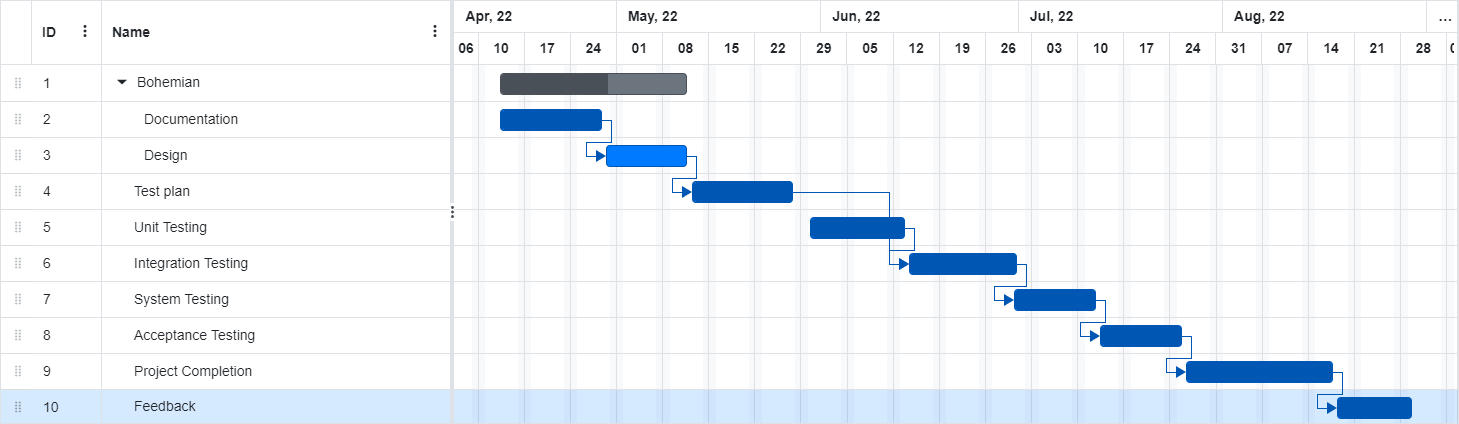 ID Name Apr, 22 May, 22 Jun, 22 Jul, 22 Aug, 22 ...
06 10 17 24 01 08 15 22 29 05 12 19 26 03 10 17 24 31 07 14 21 28
1 Bohemian
2 Documentation
3 Design
4 Test plan
5 Unit Testing
6 Integration Testing
7 System Testing
8 Acceptance Testing
9 Project Completion
10 Feedback